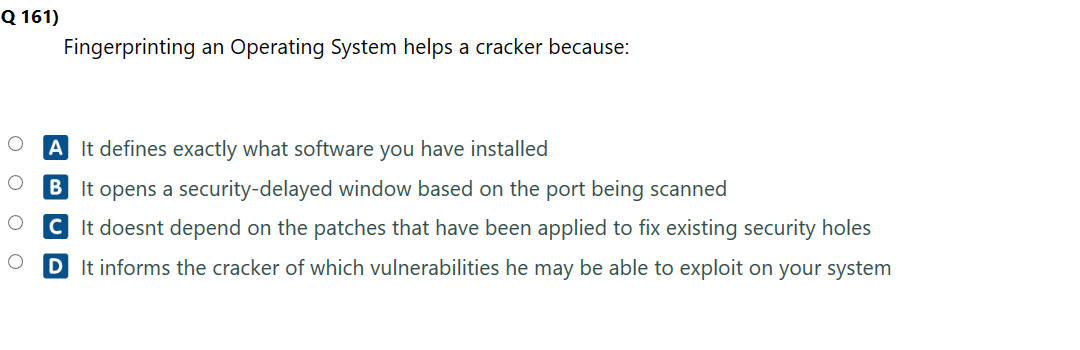 Q 161)
Fingerprinting an Operating System helps a cracker because:
A It defines exactly what software you have installed
B It opens a security-delayed window based on the port being scanned
C It doesnt depend on the patches that have been applied to fix existing security holes
D It informs the cracker of which vulnerabilities he may be able to exploit on your system